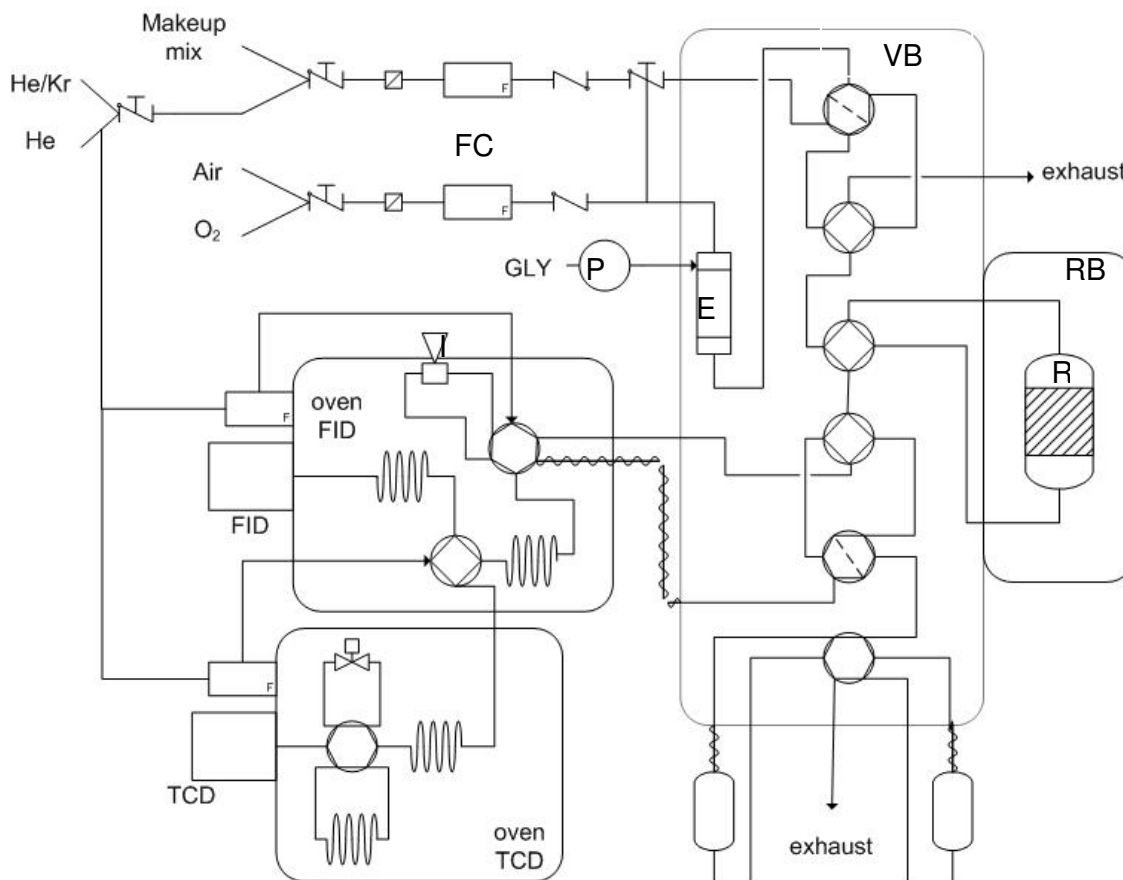 Makeup
mix
VB
He/Kr
F
He
FC
Air
exhaust
O₂
F
GLY
P
RB
E
I
R
oven
FID
F
FID
F
TCD
oven
TCD
exhaust